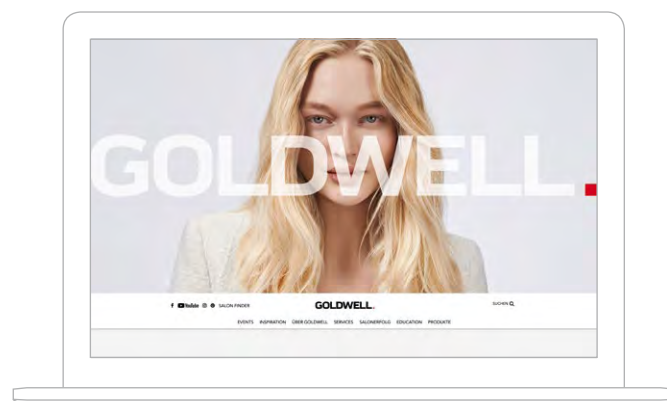 GOLDWELL.
YouTube SALON FINDER
GOLDWELL.
SUCHEN
EVENTS INSPIRATION ÜBER GOLDWELL SERVICES SALONERFOLG EDUCATION PRODUKTE